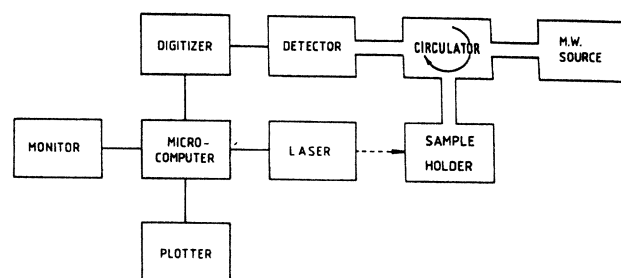 DIGITIZER
DETECTOR
CIRCULATOR
M.W.
SOURCE
MONITOR
MICRO-
COMPUTER
LASER
SAMPLE
HOLDER
PLOTTER